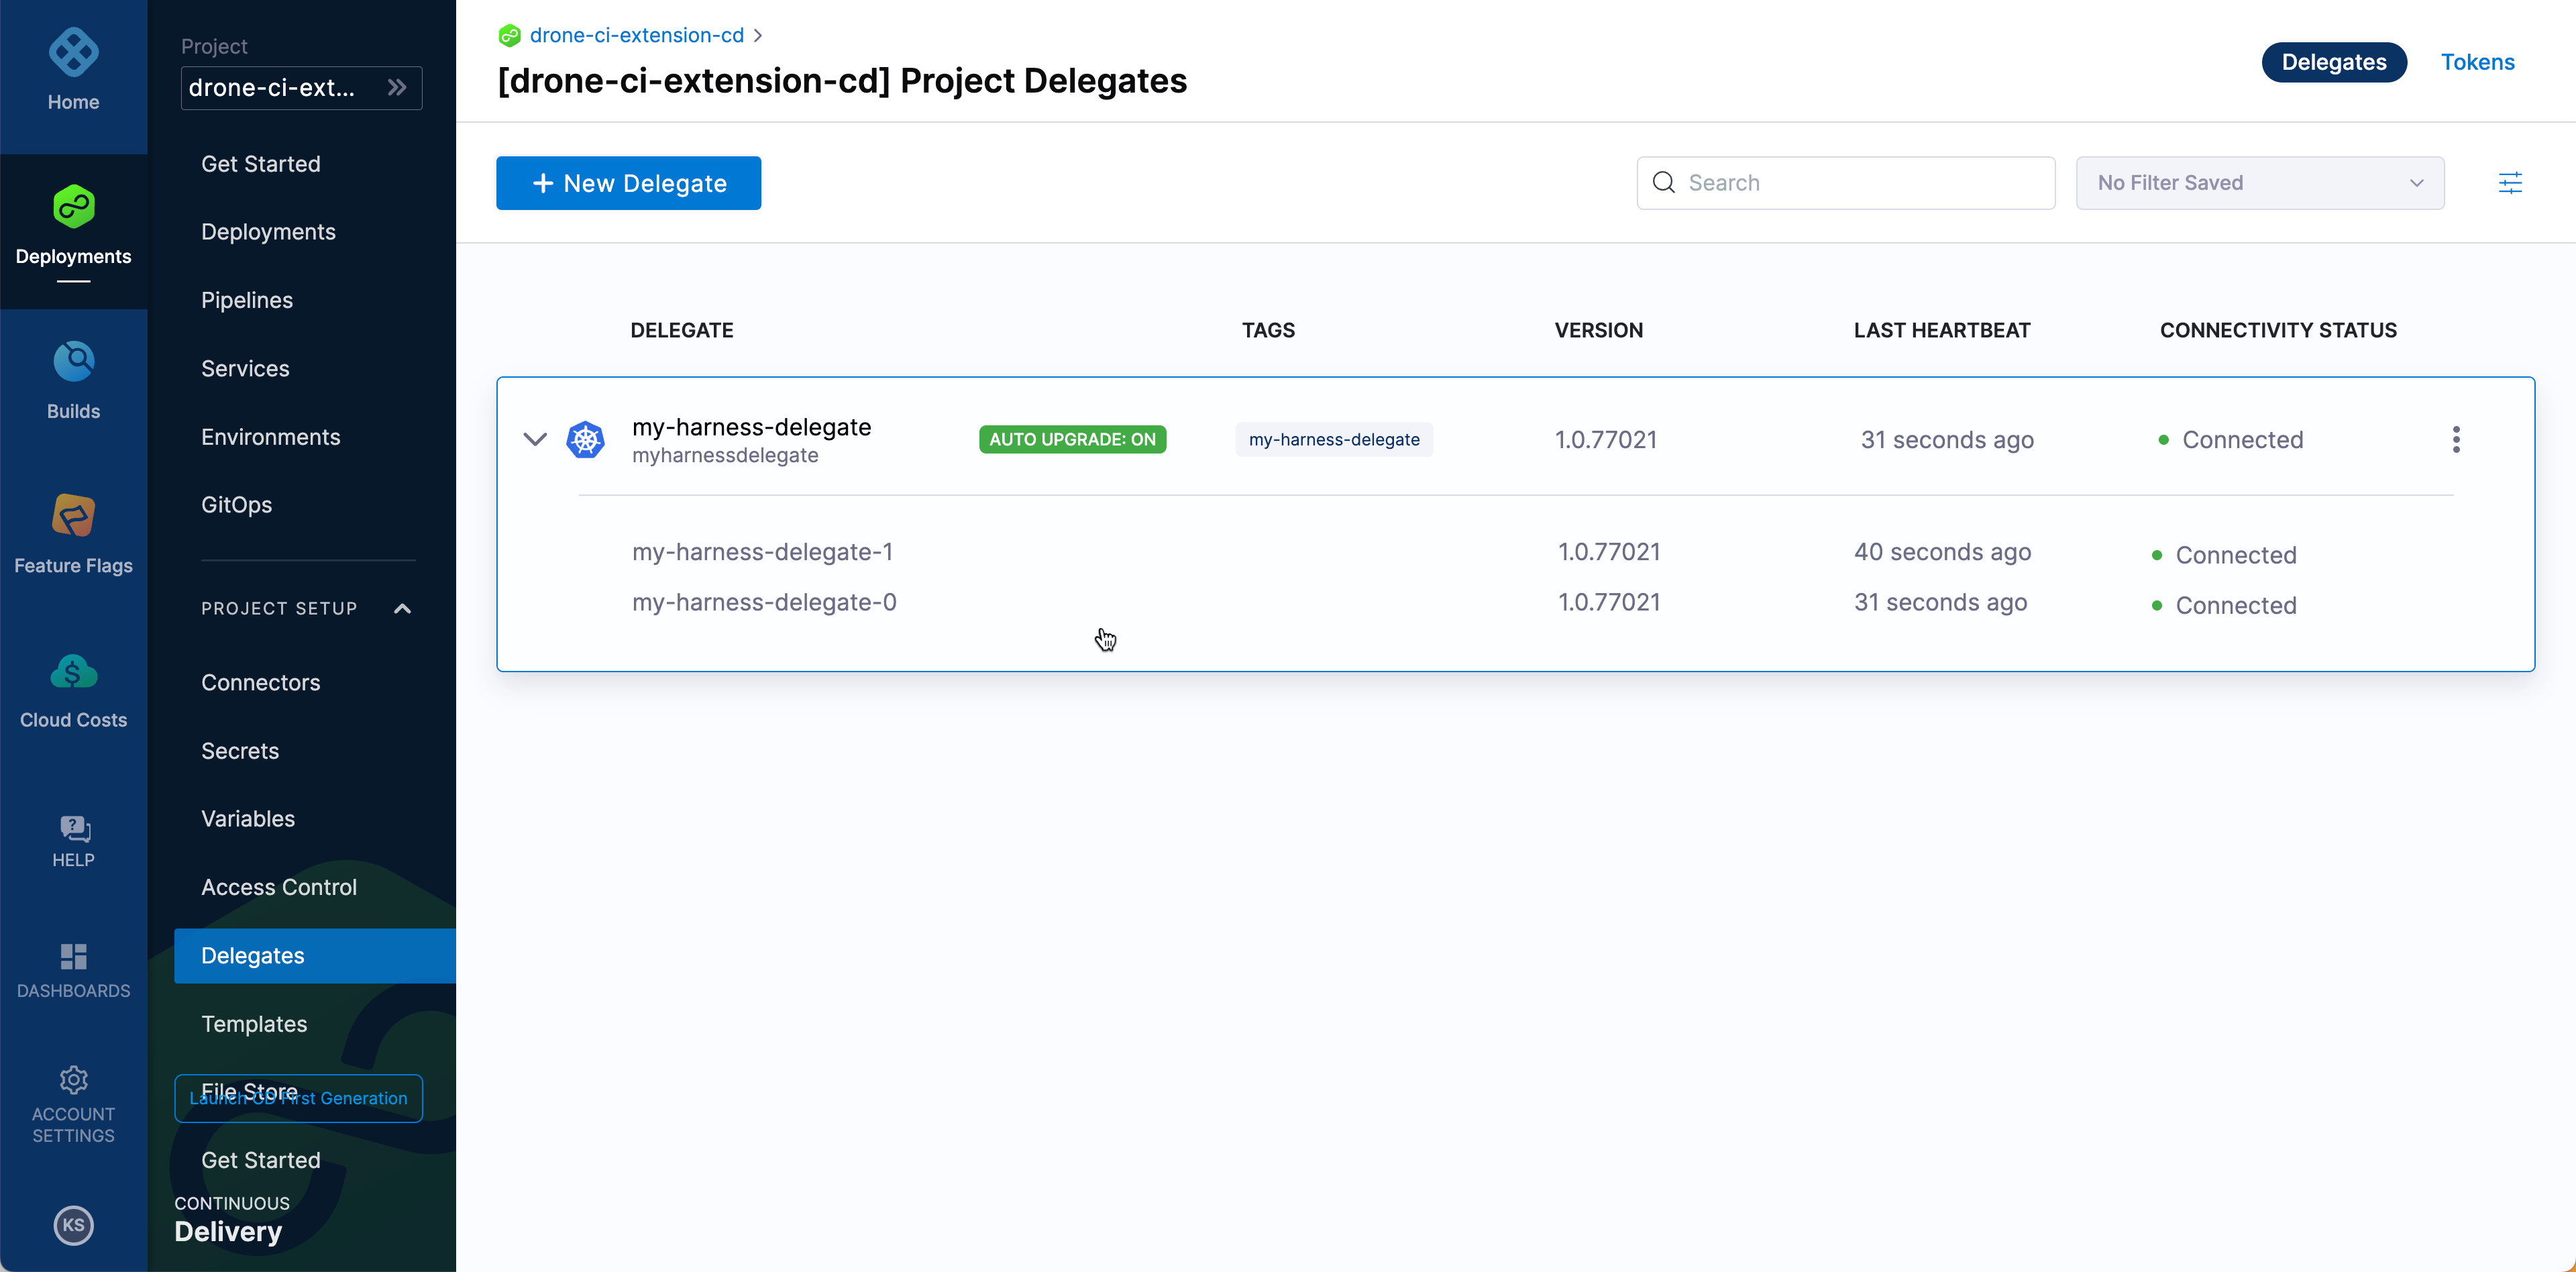 Home
Deployments
Builds
Feature Flags
Cloud Costs
HELP
DASHBOARDS
ACCOUNT
SETTINGS
KS
Project
drone-ci-ext...
Get Started
Deployments
Pipelines
Services
Environments
GitOps
PROJECT SETUP
Connectors
Secrets
Variables
Access Control
Delegates
Templates
File Store
Launch CD First Generation
Get Started
CONTINUOUS
Delivery
drone-ci-extension-cd
[drone-ci-extension-cd] Project Delegates
Delegates Tokens
+ New Delegate
Search
No Filter Saved
DELEGATE TAGS VERSION LAST HEARTBEAT CONNECTIVITY STATUS
my-harness-delegate
myharnessdelegate
AUTO UPGRADE: ON my-harness-delegate 1.0.77021 31 seconds ago Connected
my-harness-delegate-1 1.0.77021 40 seconds ago Connected
my-harness-delegate-0 1.0.77021 31 seconds ago Connected